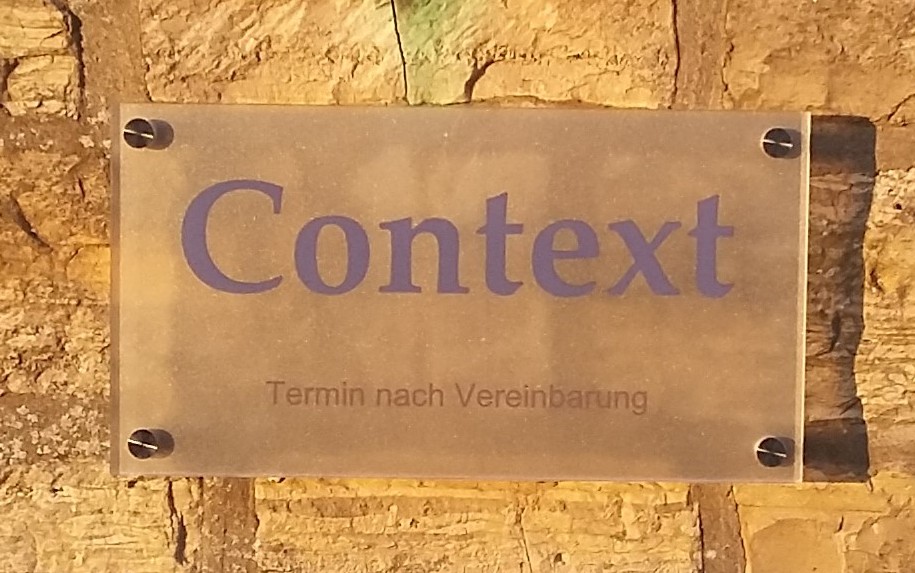 Context
Termin nach Vereinbarung